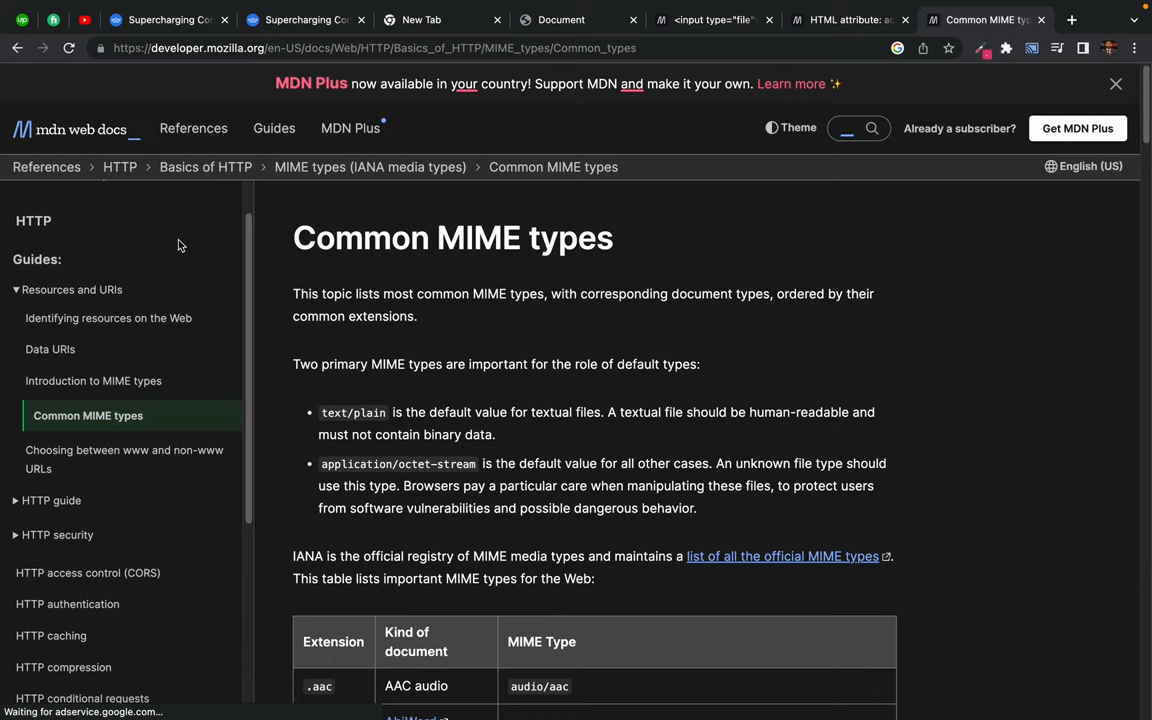 Supercharging Co
Supercharging Co
New Tab
Document
<input type="file":
HTML attribute: ac
Common MIME typ
https://developer.mozilla.org/en-US/docs/Web/HTTP/Basics_of_HTTP/MIME_types/Common_types
MDN Plus now available in your country! Support MDN and make it your own. Learn more ✨
mdn web docs_
References
Guides
MDN Plus
Theme
Already a subscriber?
Get MDN Plus
References > HTTP > Basics of HTTP > MIME types (IANA media types) > Common MIME types
English (US)
HTTP
Guides:
▾Resources and URIs
Identifying resources on the Web
Data URIs
Introduction to MIME types
Common MIME types
Choosing between www and non-www
URLs
▸HTTP guide
▸HTTP security
HTTP access control (CORS)
HTTP authentication
HTTP caching
HTTP compression
HTTP conditional requests
Waiting for adservice.google.com...
Common MIME types
This topic lists most common MIME types, with corresponding document types, ordered by their
common extensions.
Two primary MIME types are important for the role of default types:
• text/plain is the default value for textual files. A textual file should be human-readable and
must not contain binary data.
• application/octet-stream is the default value for all other cases. An unknown file type should
use this type. Browsers pay a particular care when manipulating these files, to protect users
from software vulnerabilities and possible dangerous behavior.
IANA is the official registry of MIME media types and maintains a list of all the official MIME types.
This table lists important MIME types for the Web:
Extension
Kind of
document
MIME Type
.aac
AAC audio
audio/aac
AbiWord